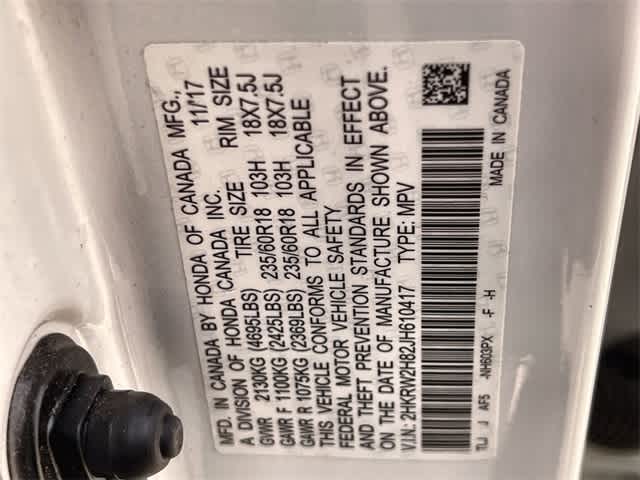 MFD. IN CANADA BY HONDA OF CANADA MFG.,
A DIVISION OF HONDA CANADA INC. 11/'17
TIRE SIZE RIM SIZE
GVWR 2130KG (4695LBS)
GAWR F 1100KG (2425LBS) 235/60R18 103H 18X7.5J
GAWR R 1075KG (2369LBS) 235/60R18 103H 18X7.5J
THIS VEHICLE CONFORMS TO ALL APPLICABLE
FEDERAL MOTOR VEHICLE SAFETY
AND THEFT PREVENTION STANDARDS IN EFFECT
ON THE DATE OF MANUFACTURE SHOWN ABOVE.
V.I.N: 2HKRW2H82JH610417 TYPE: MPV
TLJ J AF5 -NH603PX -F -H MADE IN CANADA